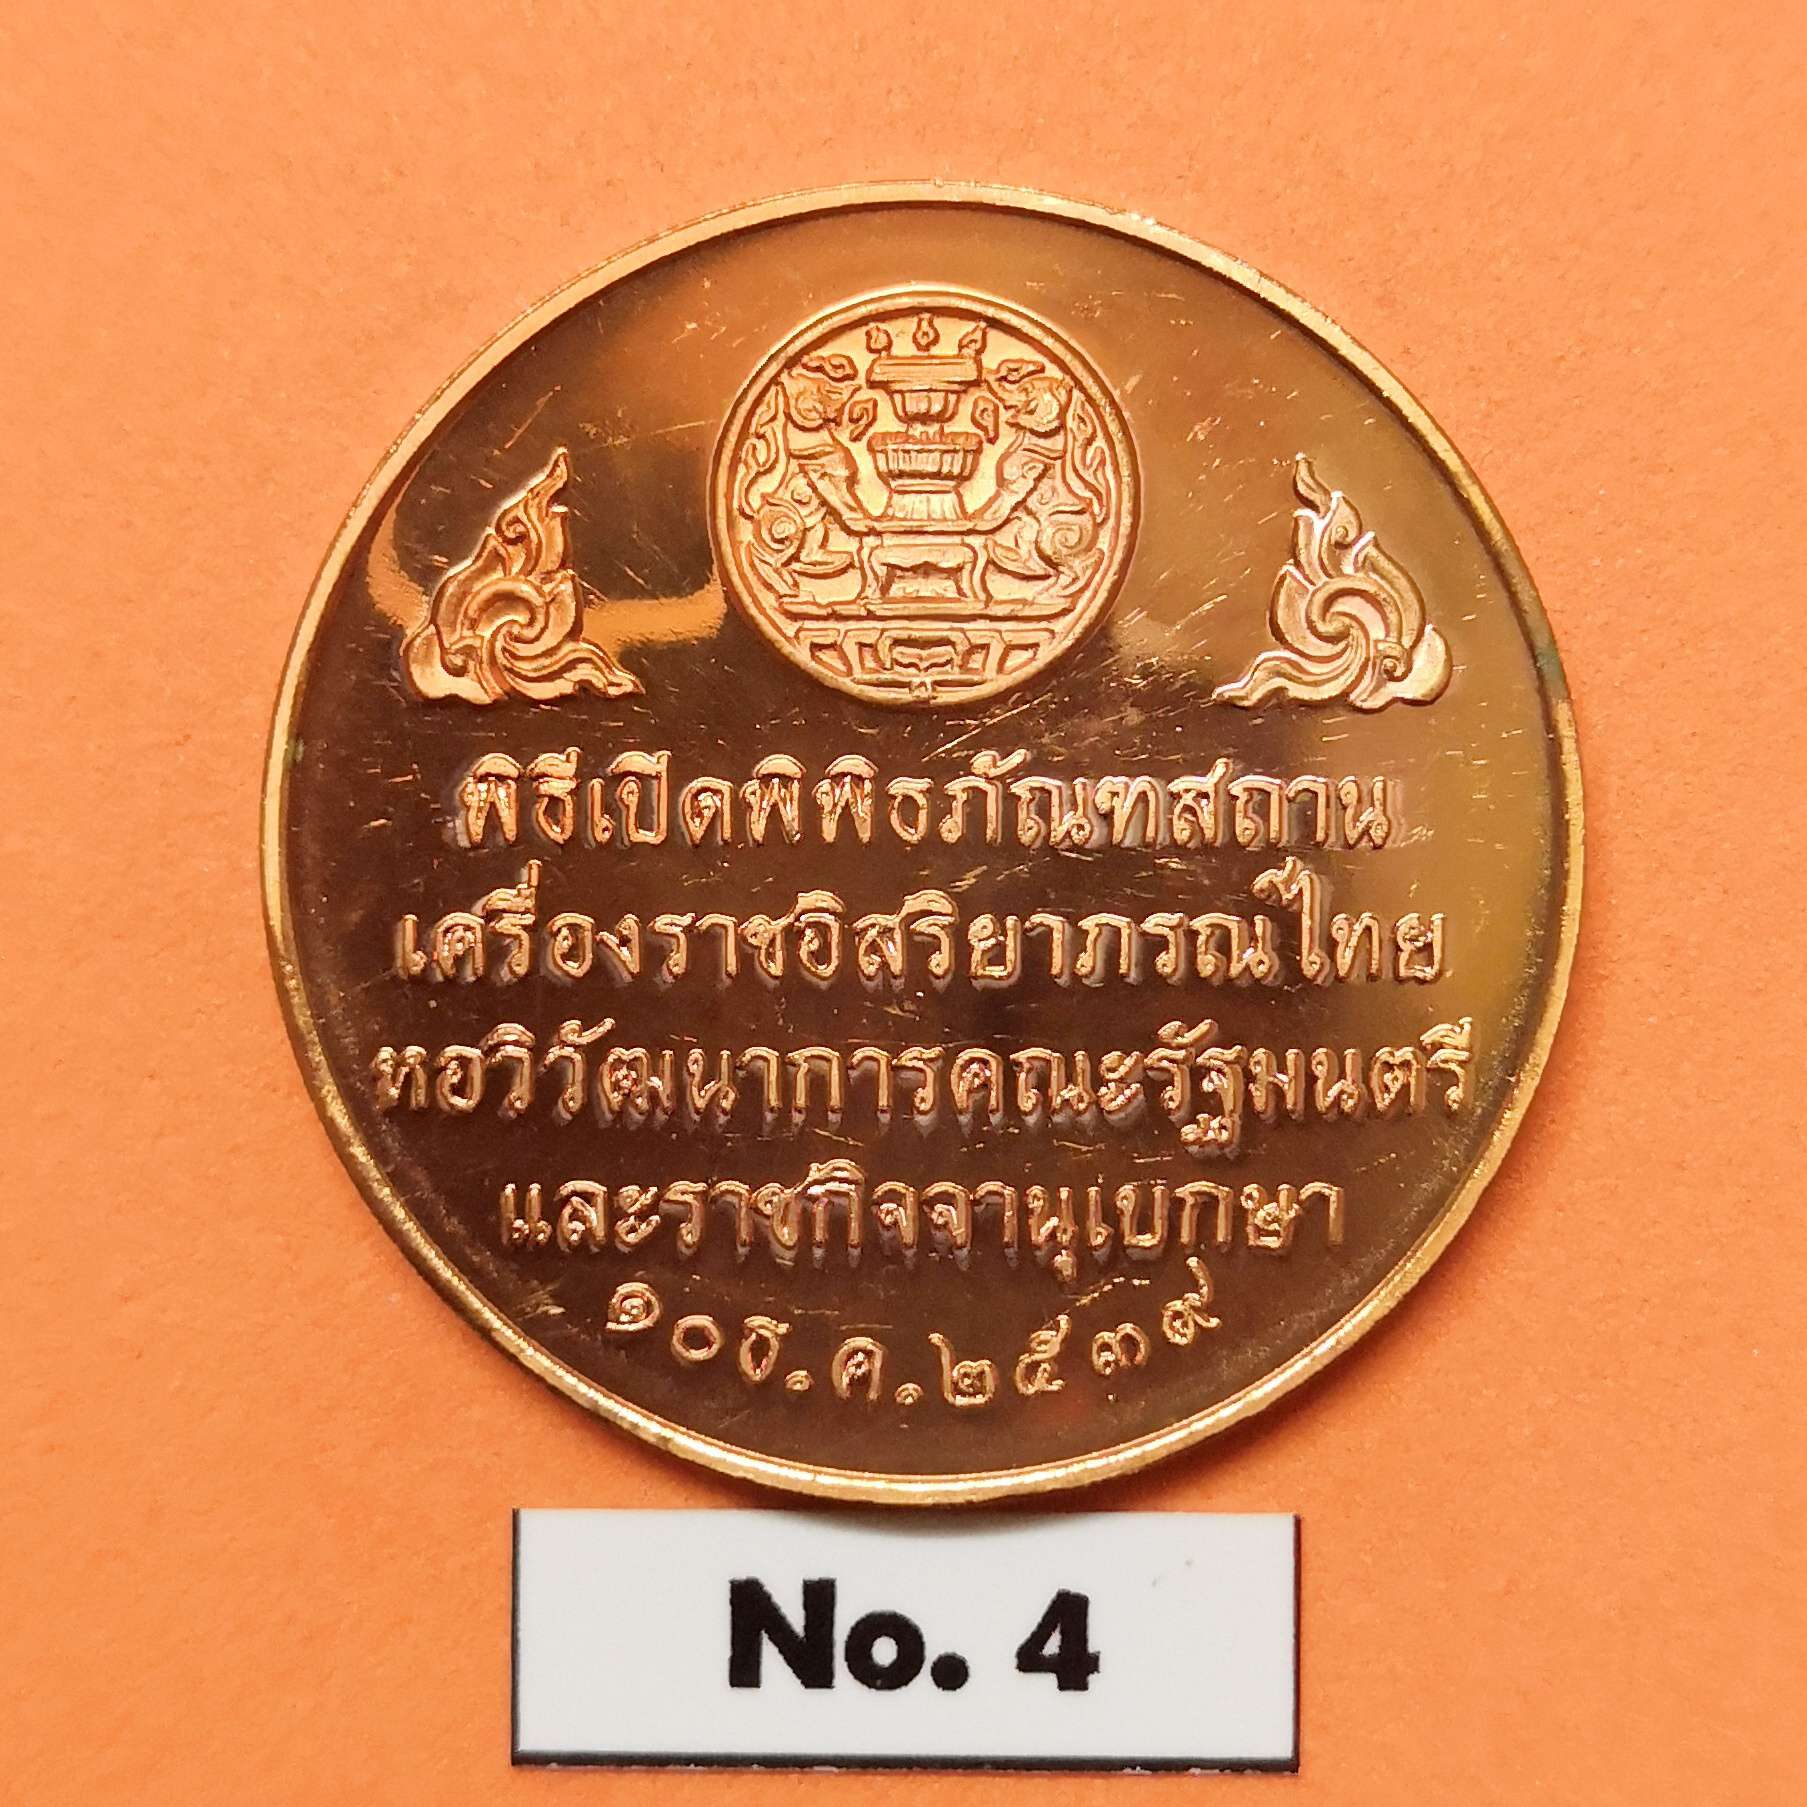 พิธีเปิดพิพิธภัณฑสถาน
เครื่องราชอิสริยาภรณ์ไทย
หอวิวัฒนาการคณะรัฐมนตรี
และราชกิจจานุเบกษา
๑๐ ธ.ค.๒๕๓๙
No. 4